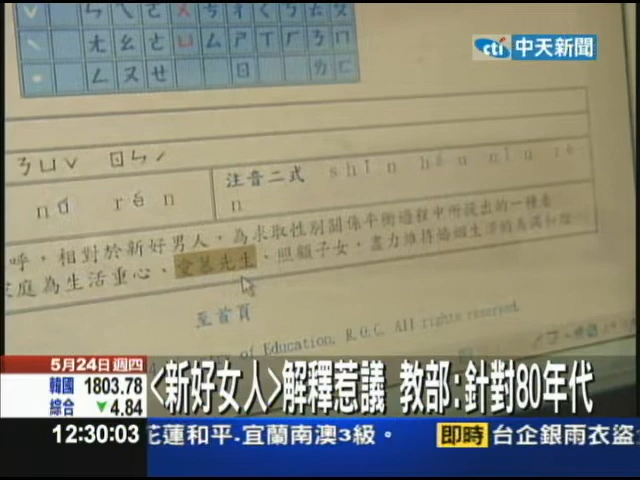 cti 中天新聞
ㄋㄩˇ ㄖㄣˊ
注音二式 shīn hǎu
nǚ rén
n
呼，相對於新好男人，為求取性別關係平衡過程中所提出的一種
家庭為生活重心、愛慕先生、照顧子女，盡力維持婚姻生活的美滿和
至首頁
of Education, R.O.C. All rights reserved.
5月24日週四
韓國 1803.78
綜合 ▼4.84
<新好女人>解釋惹議 教部:針對80年代
12:30:03 花蓮和平.宜蘭南澳3級。 即時 台企銀雨衣盜